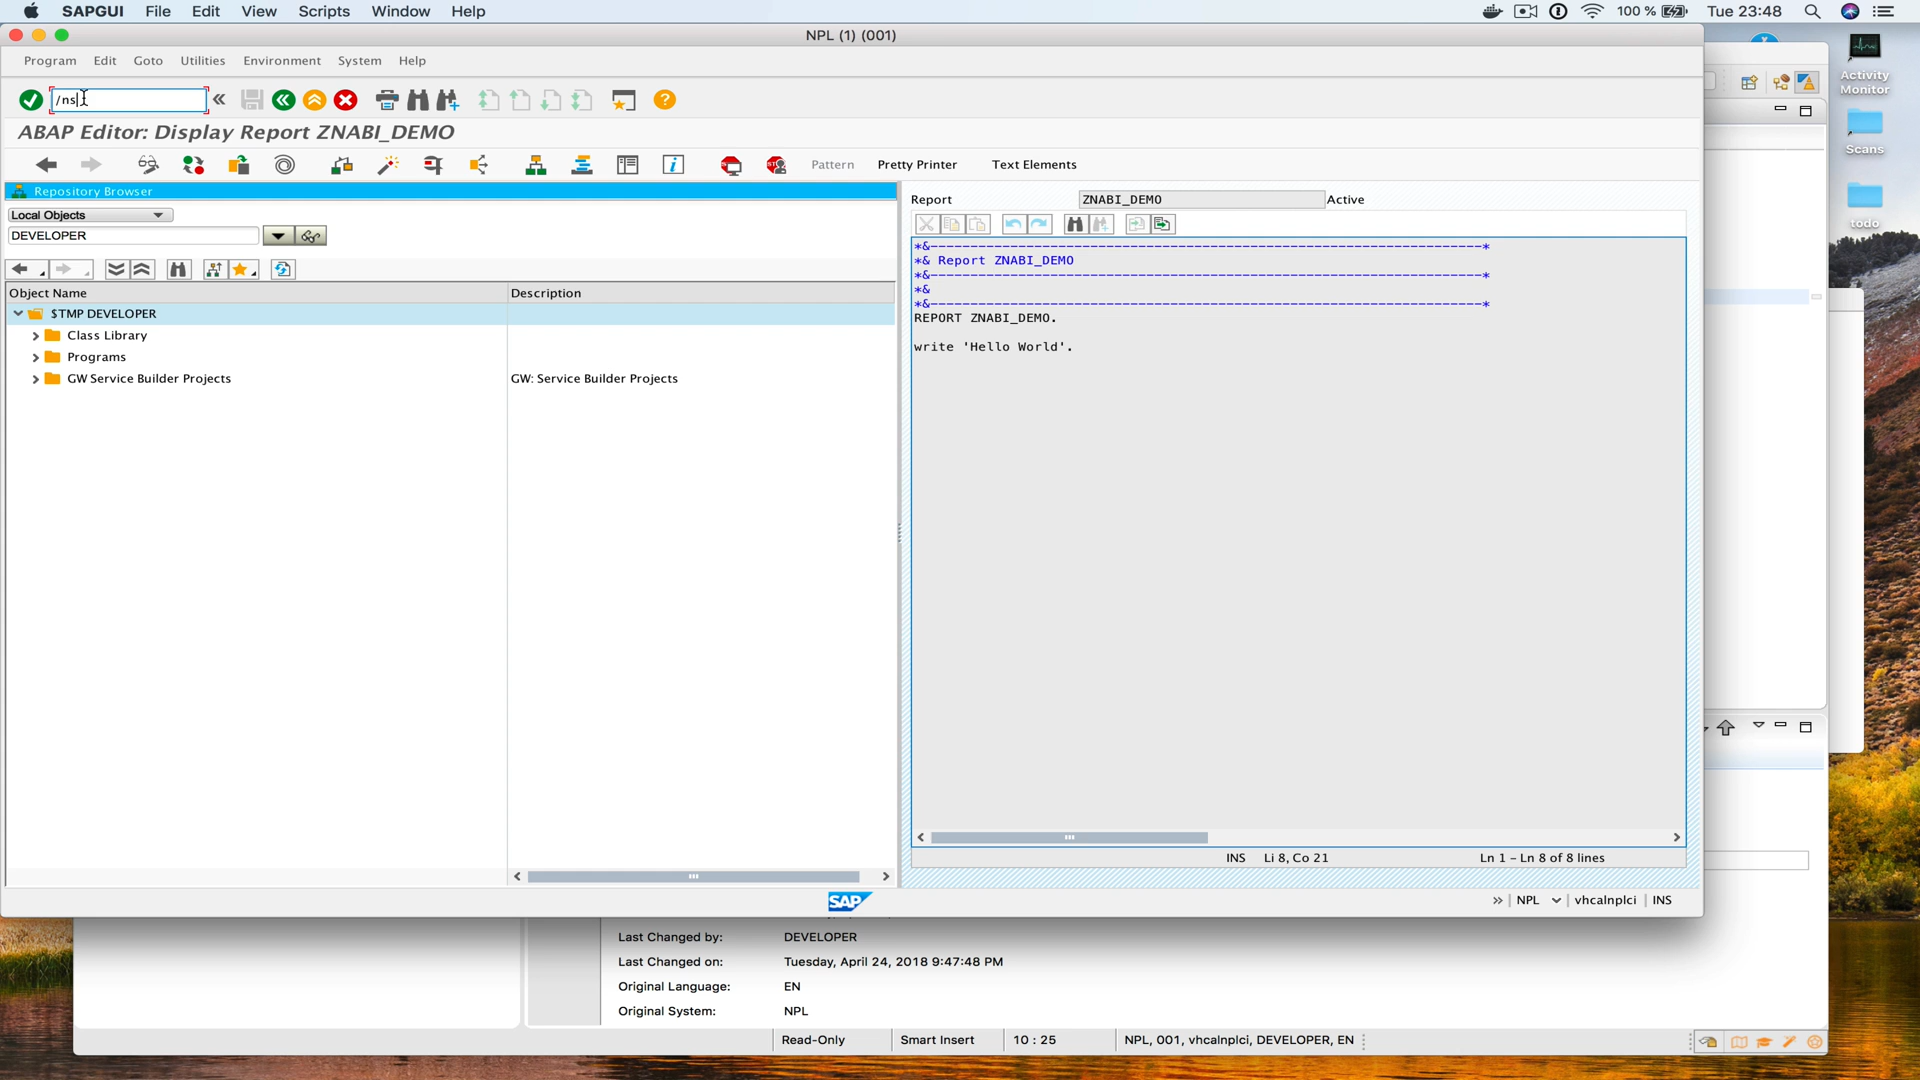 SAPGUI File Edit View Scripts Window Help 100 % Tue 23:48
NPL (1) (001)
Program Edit Goto Utilities Environment System Help
/ns
ABAP Editor: Display Report ZNABI_DEMO
Pattern Pretty Printer Text Elements
Repository Browser
Local Objects
DEVELOPER
Object Name Description
$TMP DEVELOPER
Class Library
Programs
GW Service Builder Projects GW: Service Builder Projects
Report ZNABI_DEMO Active
*&---------------------------------------------------------------------*
*& Report ZNABI_DEMO
*&---------------------------------------------------------------------*
*&
*&---------------------------------------------------------------------*
REPORT ZNABI_DEMO.
write 'Hello World'.
INS Li 8, Co 21 Ln 1 - Ln 8 of 8 lines
SAP
NPL vhcalnplci INS
Activity Monitor
Scans
todo
Last Changed by: DEVELOPER
Last Changed on: Tuesday, April 24, 2018 9:47:48 PM
Original Language: EN
Original System: NPL
Read-Only Smart Insert 10 : 25 NPL, 001, vhcalnplci, DEVELOPER, EN